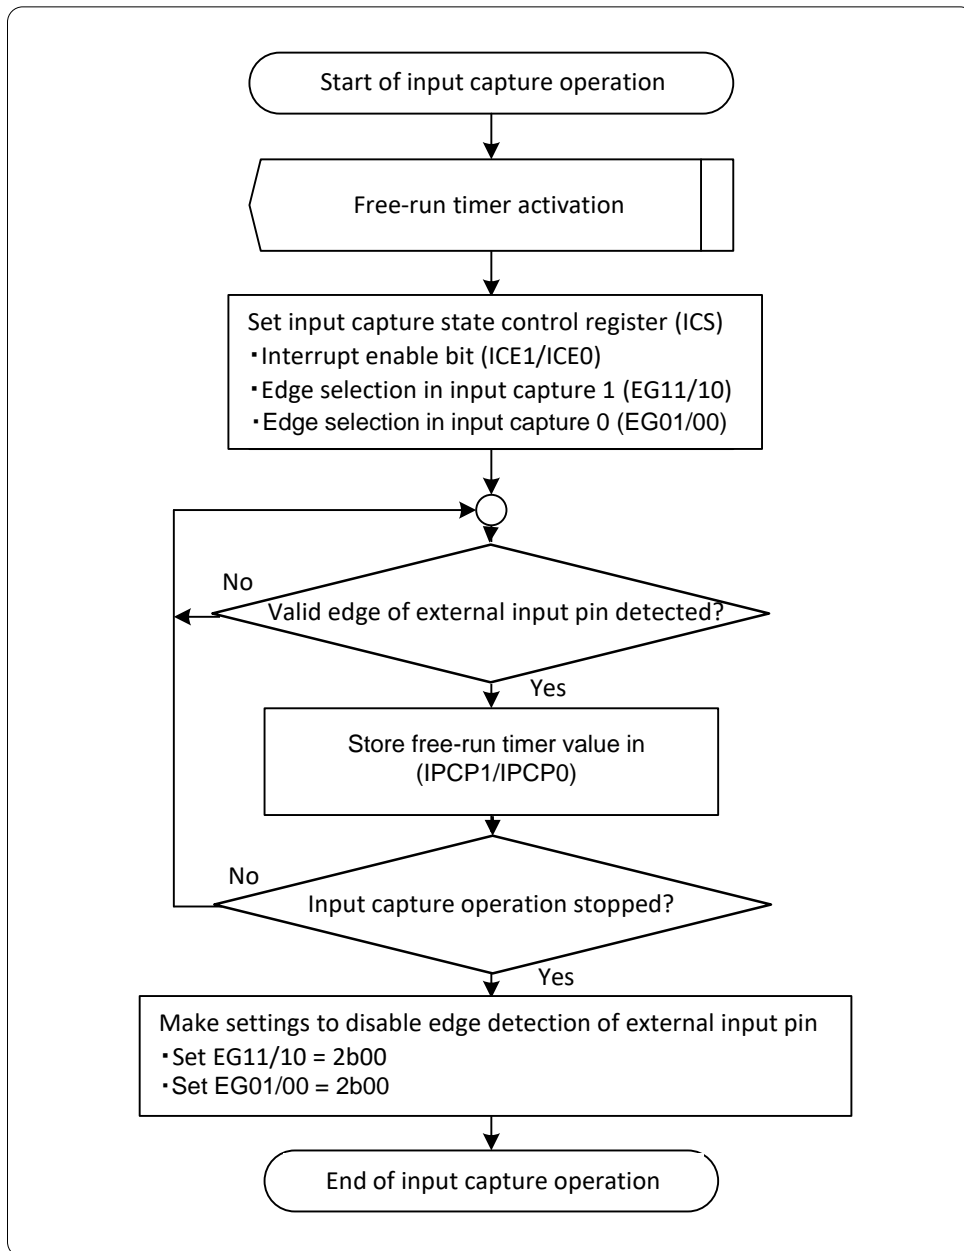 Start of input capture operation
Free-run timer activation
Set input capture state control register (ICS)
・Interrupt enable bit (ICE1/ICE0)
・Edge selection in input capture 1 (EG11/10)
・Edge selection in input capture 0 (EG01/00)
No
Valid edge of external input pin detected?
Yes
Store free-run timer value in
(IPCP1/IPCP0)
No
Input capture operation stopped?
Yes
Make settings to disable edge detection of external input pin
・Set EG11/10 = 2b00
・Set EG01/00 = 2b00
End of input capture operation